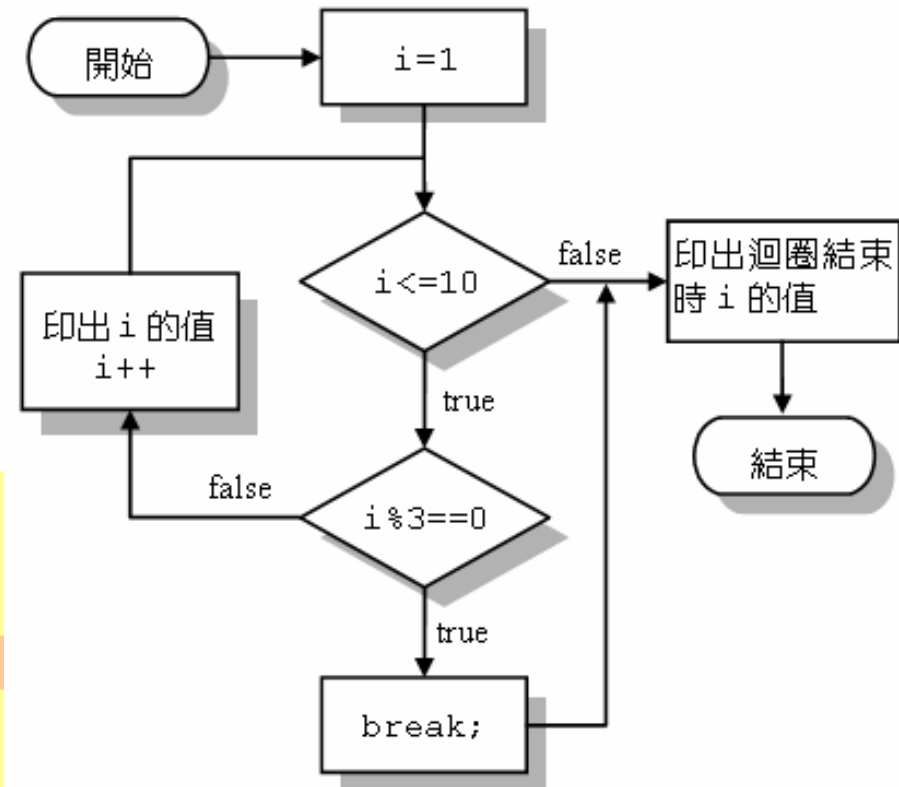 開始
i=1
i<=10
false
印出迴圈結束
時 i 的值
印出 i 的值
i++
true
結束
false
i%3==0
true
break;